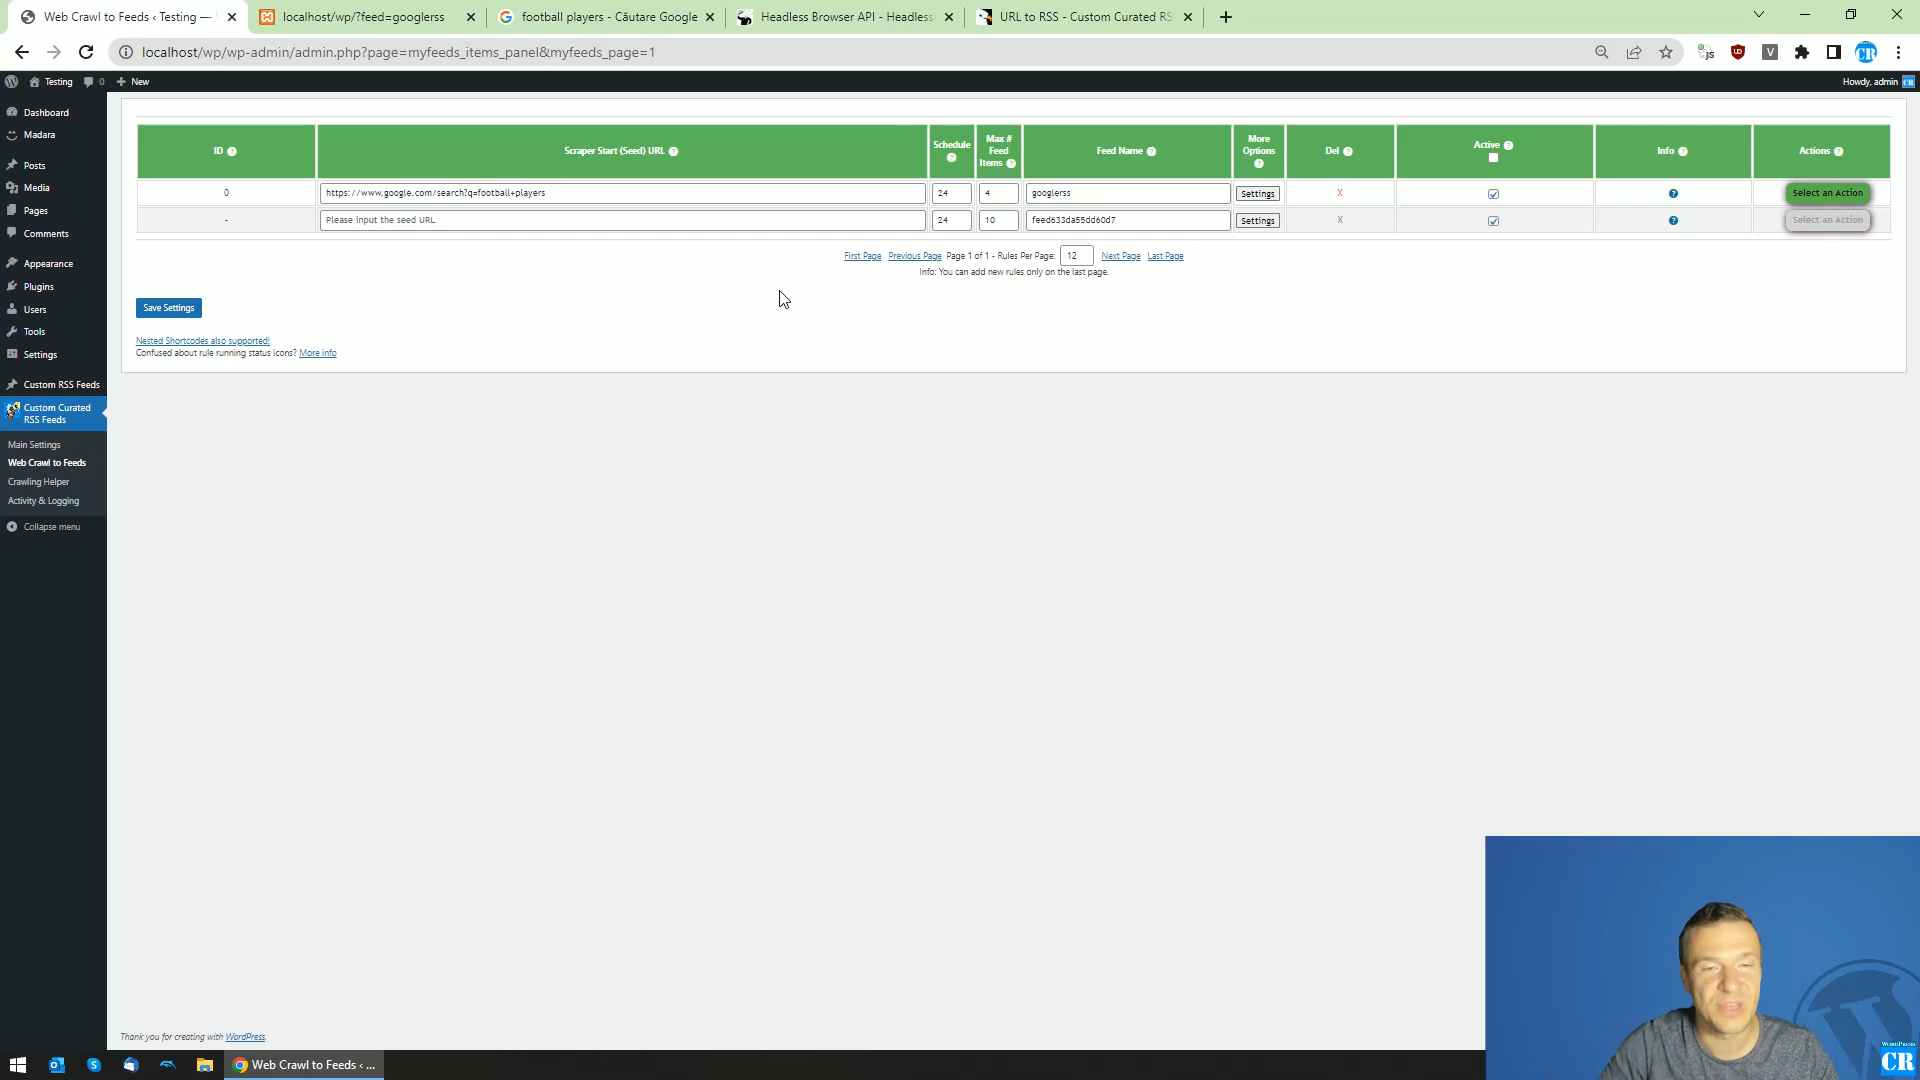 Web Crawl to Feeds ‹ Testing —
localhost/wp/?feed=googlerss
football players - Căutare Google
Headless Browser API - Headless
URL to RSS - Custom Curated RS
localhost/wp/wp-admin/admin.php?page=myfeeds_items_panel&myfeeds_page=1
Testing 0 New
Howdy, admin
Dashboard
Madara
Posts
Media
Pages
Comments
Appearance
Plugins
Users
Tools
Settings
Custom RSS Feeds
Custom Curated
RSS Feeds
Main Settings
Web Crawl to Feeds
Crawling Helper
Activity & Logging
Collapse menu
ID Scraper Start (Seed) URL Schedule Max # Feed Items Feed Name More Options Del Active Info Actions
0 https://www.google.com/search?q=football+players 24 4 googlerss Settings X Select an Action
- Please input the seed URL 24 10 feed633da55dd60d7 Settings X Select an Action
First Page Previous Page Page 1 of 1 - Rules Per Page: 12 Next Page Last Page
Info: You can add new rules only on the last page.
Save Settings
Nested Shortcodes also supported!
Confused about rule running status icons? More info
Thank you for creating with WordPress.
Web Crawl to Feeds ‹ ...
WORDPRESS
CR